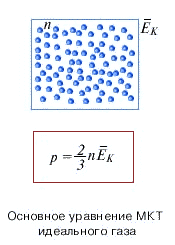 n Ē_K
p = 2/3 nĒ_K
Основное уравнение МКТ
идеального газа